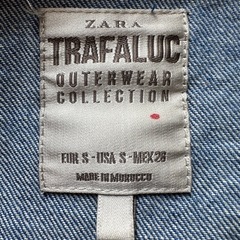 ZARA
TRAFALUC
OUTERWEAR
COLLECTION
EUR S - USA S - MEX 26
MADE IN MOROCCO